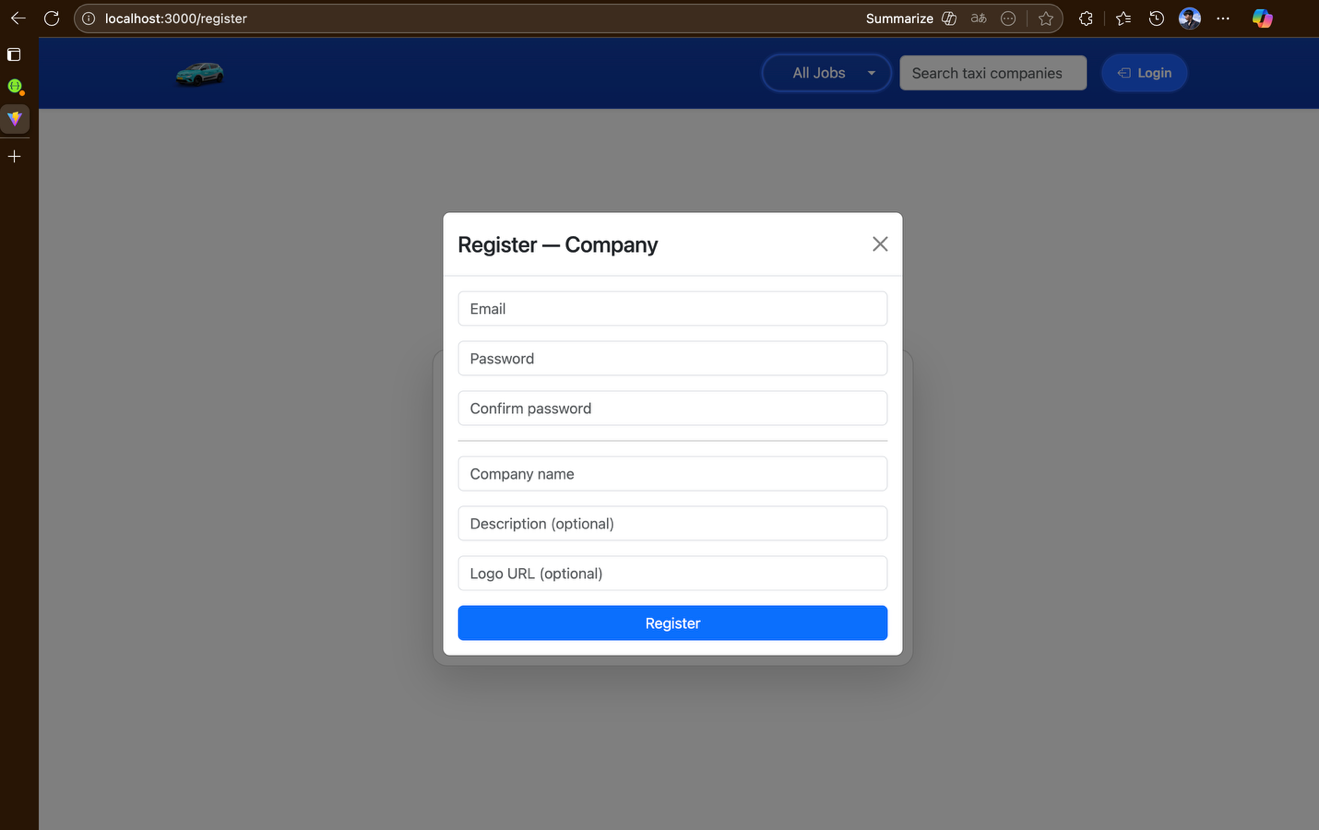 localhost:3000/register
Summarize
All Jobs
Search taxi companies
Login
Register — Company
Email
Password
Confirm password
Company name
Description (optional)
Logo URL (optional)
Register